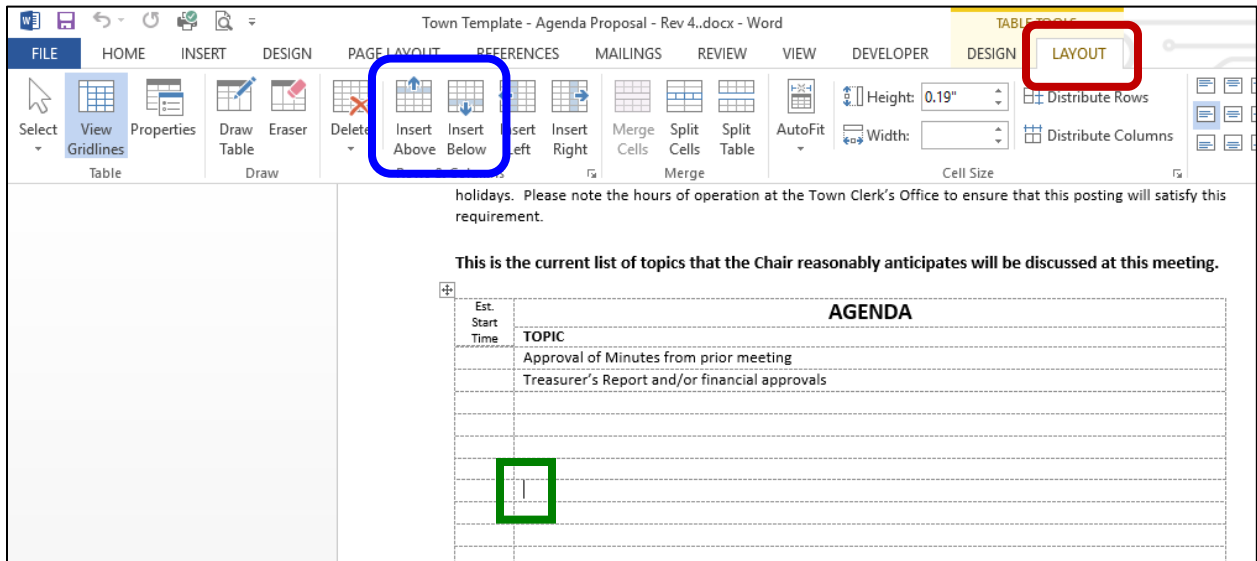 Town Template - Agenda Proposal - Rev 4..docx - Word
TABLE TOOLS
FILE HOME INSERT DESIGN PAGE LAYOUT REFERENCES MAILINGS REVIEW VIEW DEVELOPER DESIGN LAYOUT
Height: 0.19" Distribute Rows
Select View Properties Draw Eraser Delete Insert Insert Insert Insert Merge Split Split AutoFit
Width: Distribute Columns
Gridlines Table Above Below Left Right Cells Cells Table
Table Draw Rows & Columns Merge Cell Size
holidays. Please note the hours of operation at the Town Clerk's Office to ensure that this posting will satisfy this
requirement.
This is the current list of topics that the Chair reasonably anticipates will be discussed at this meeting.
Est.
Start
Time
AGENDA
TOPIC
Approval of Minutes from prior meeting
Treasurer's Report and/or financial approvals